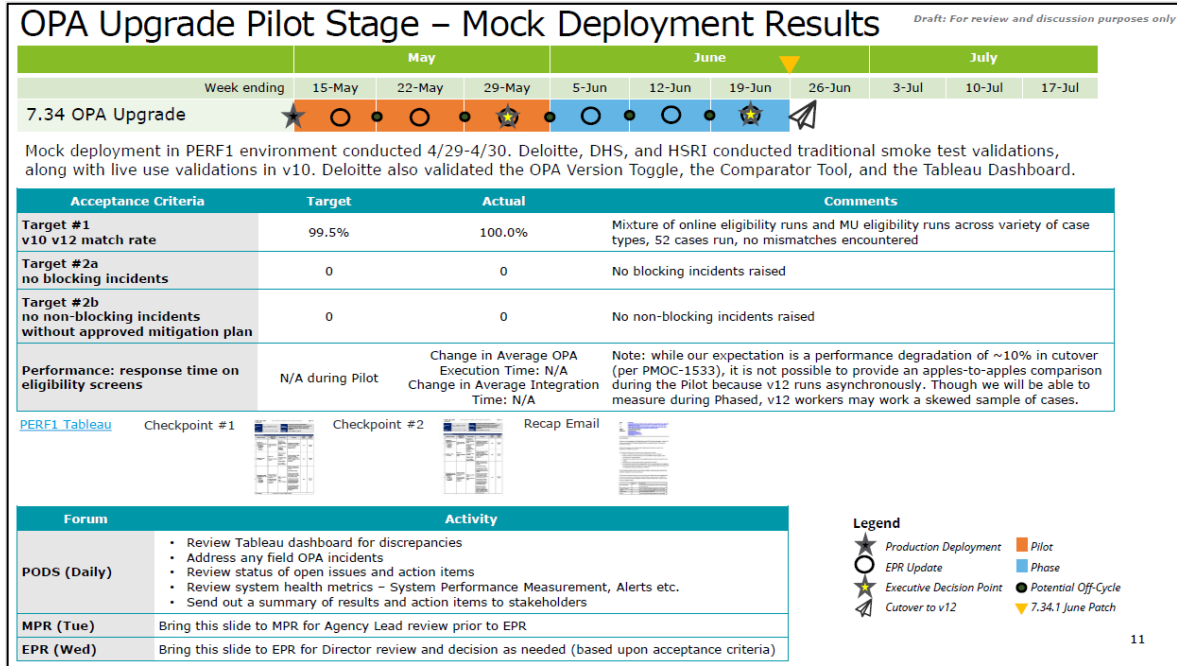 OPA Upgrade Pilot Stage – Mock Deployment Results
Draft: For review and discussion purposes only
May June July
Week ending 15-May 22-May 29-May 5-Jun 12-Jun 19-Jun 26-Jun 3-Jul 10-Jul 17-Jul
7.34 OPA Upgrade
Mock deployment in PERF1 environment conducted 4/29-4/30. Deloitte, DHS, and HSRI conducted traditional smoke test validations,
along with live use validations in v10. Deloitte also validated the OPA Version Toggle, the Comparator Tool, and the Tableau Dashboard.
Acceptance Criteria Target Actual Comments
Target #1
v10 v12 match rate
99.5%
100.0%
Mixture of online eligibility runs and MU eligibility runs across variety of case
types, 52 cases run, no mismatches encountered
Target #2a
no blocking incidents
0
0
No blocking incidents raised
Target #2b
no non-blocking incidents
without approved mitigation plan
0
0
No non-blocking incidents raised
Performance: response time on
eligibility screens
N/A during Pilot
Change in Average OPA
Execution Time: N/A
Change in Average Integration
Time: N/A
Note: while our expectation is a performance degradation of ~10% in cutover
(per PMOC-1533), it is not possible to provide an apples-to-apples comparison
during the Pilot because v12 runs asynchronously. Though we will be able to
measure during Phased, v12 workers may work a skewed sample of cases.
PERF1 Tableau Checkpoint #1 Checkpoint #2 Recap Email
Forum Activity
PODS (Daily)
• Review Tableau dashboard for discrepancies
• Address any field OPA incidents
• Review status of open issues and action items
• Review system health metrics – System Performance Measurement, Alerts etc.
• Send out a summary of results and action items to stakeholders
MPR (Tue) Bring this slide to MPR for Agency Lead review prior to EPR
EPR (Wed) Bring this slide to EPR for Director review and decision as needed (based upon acceptance criteria)
Legend
Production Deployment Pilot
EPR Update Phase
Executive Decision Point Potential Off-Cycle
Cutover to v12 7.34.1 June Patch
11